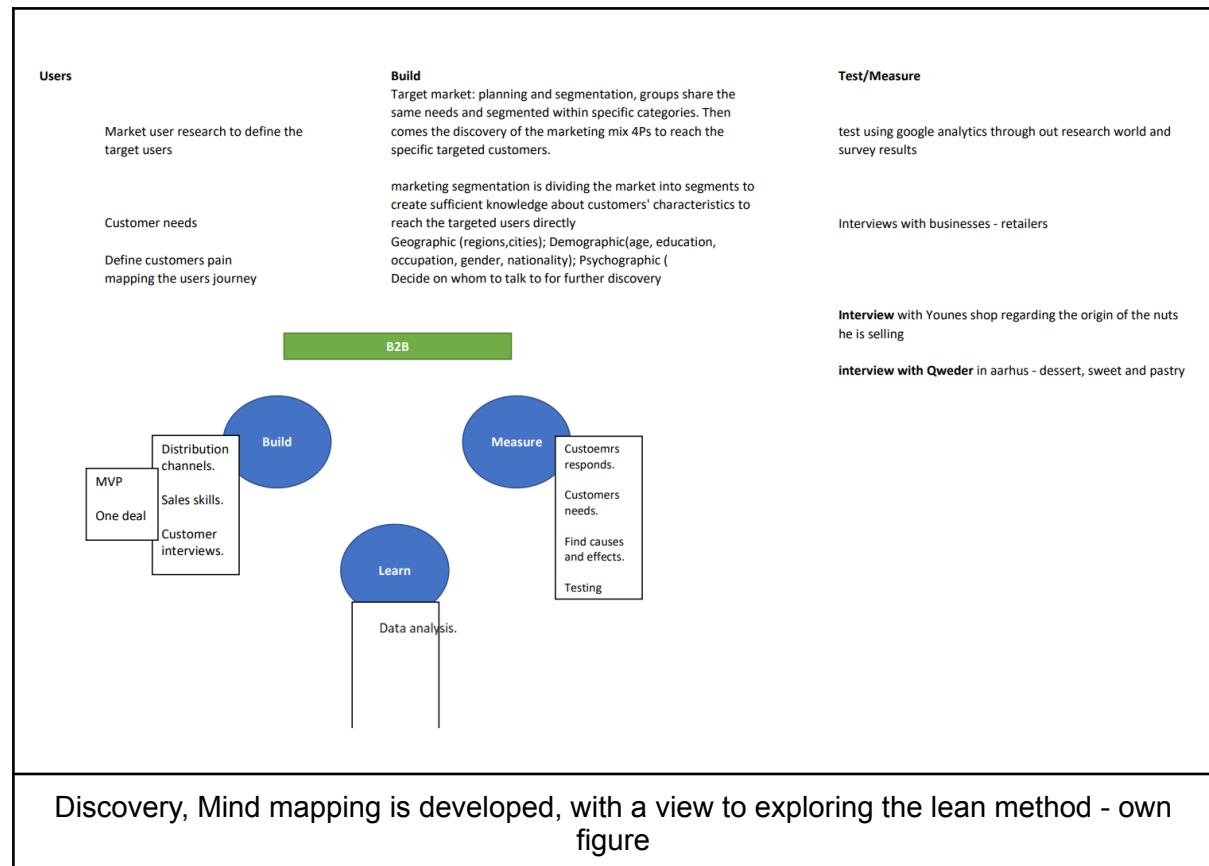 Users
Market user research to define the
target users
Customer needs
Define customers pain
mapping the users journey
Build
Target market: planning and segmentation, groups share the
same needs and segmented within specific categories. Then
comes the discovery of the marketing mix 4Ps to reach the
specific targeted customers.
marketing segmentation is dividing the market into segments to
create sufficient knowledge about customers' characteristics to
reach the targeted users directly
Geographic (regions,cities); Demographic(age, education,
occupation, gender, nationality); Psychographic (
Decide on whom to talk to for further discovery
Test/Measure
test using google analytics through out research world and
survey results
Interviews with businesses - retailers
Interview with Younes shop regarding the origin of the nuts
he is selling
interview with Qweder in aarhus - dessert, sweet and pastry
B2B
Build
Distribution
channels.
Sales skills.
Customer
interviews.
MVP
One deal
Measure
Custoemrs
responds.
Customers
needs.
Find causes
and effects.
Testing
Learn
Data analysis.
Discovery, Mind mapping is developed, with a view to exploring the lean method - own
figure